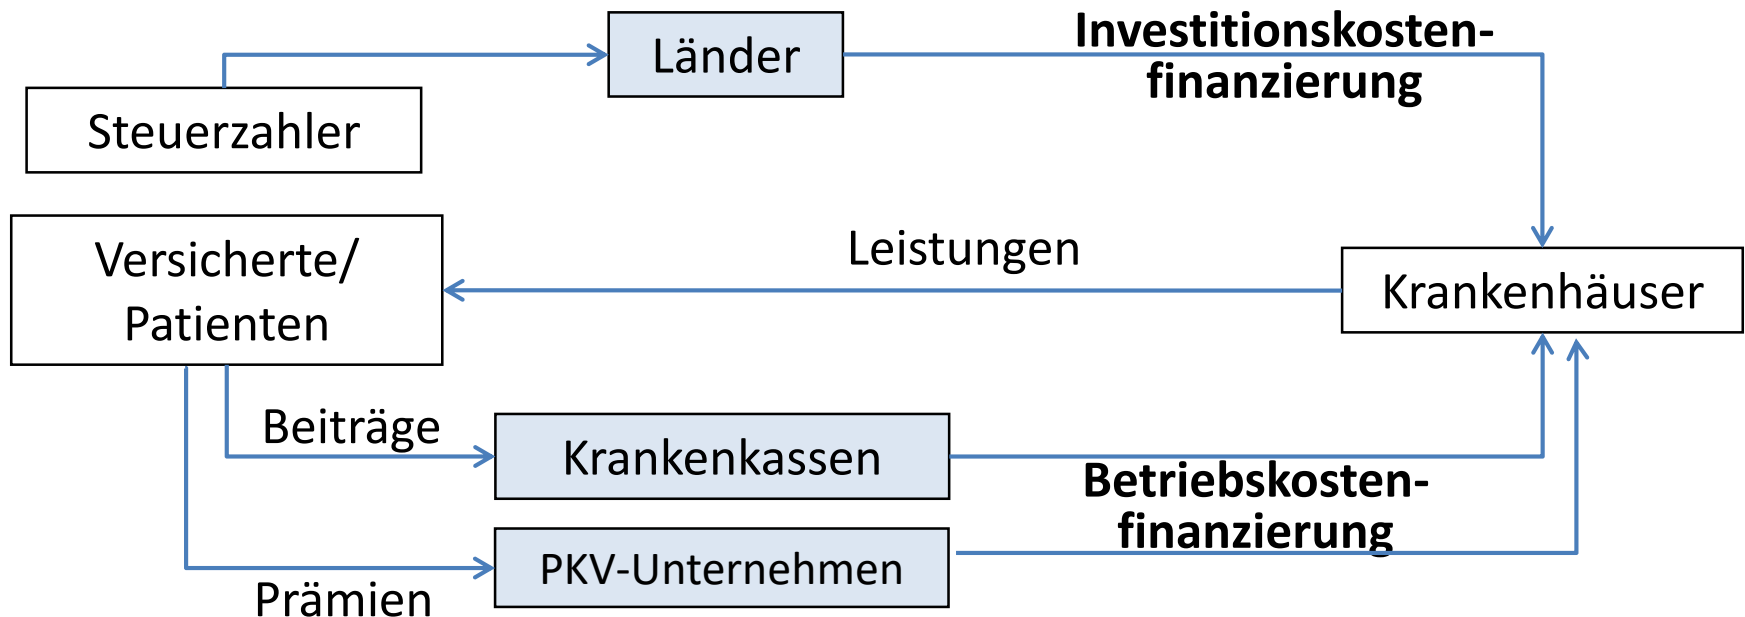 Länder
Investitionskosten-
finanzierung
Steuerzahler
Versicherte/
Patienten
Leistungen
Krankenhäuser
Beiträge
Krankenkassen
Betriebskosten-
finanzierung
PKV-Unternehmen
Prämien